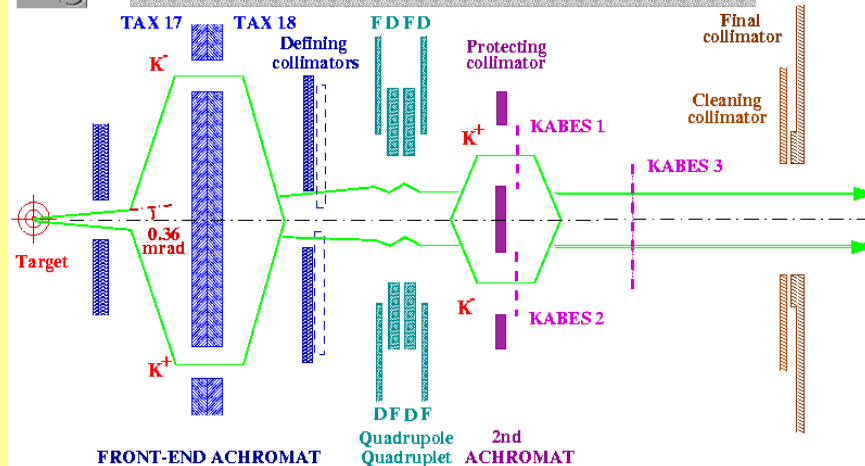 TAX 17 TAX 18
F D F D
Final
collimator
Defining
collimators
Protecting
collimator
K-
Cleaning
collimator
K+
KABES 1
KABES 3
0.36
mrad
Target
K-
KABES 2
K+
D F D F
Quadrupole
Quadruplet
2nd
ACHROMAT
FRONT-END ACHROMAT